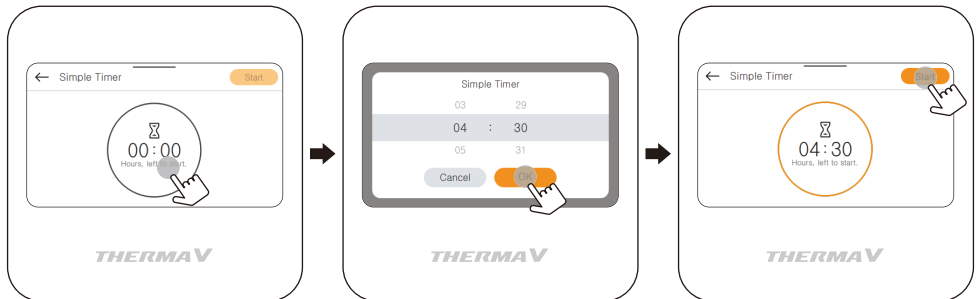 Simple Timer
Start
00:00
Hours, left to start.
THERMA V
Simple Timer
03 29
04 : 30
05 31
Cancel
OK
THERMA V
Simple Timer
Start
04:30
Hours, left to start.
THERMA V